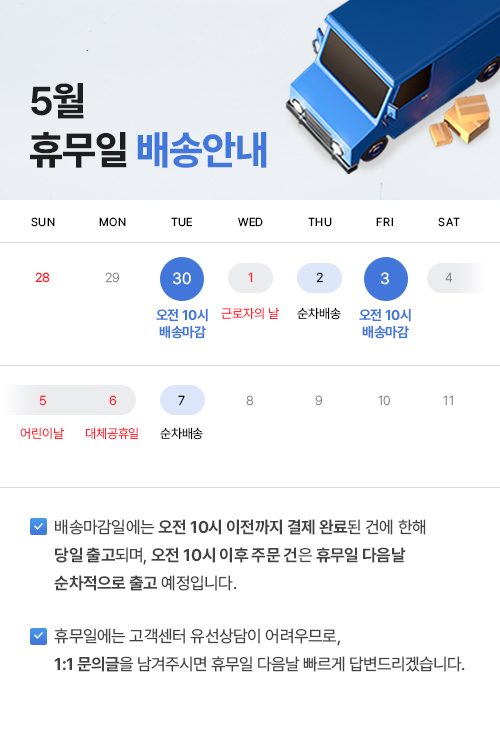 5월
휴무일 배송안내
SUN MON TUE WED THU FRI SAT
28 29 30 1 2 3 4
오전 10시 근로자의 날 순차배송 오전 10시
배송마감 배송마감
5 6 7 8 9 10 11
어린이날 대체공휴일 순차배송
배송마감일에는 오전 10시 이전까지 결제 완료된 건에 한해
당일 출고되며, 오전 10시 이후 주문 건은 휴무일 다음날
순차적으로 출고 예정입니다.
휴무일에는 고객센터 유선상담이 어려우므로,
1:1 문의글을 남겨주시면 휴무일 다음날 빠르게 답변드리겠습니다.